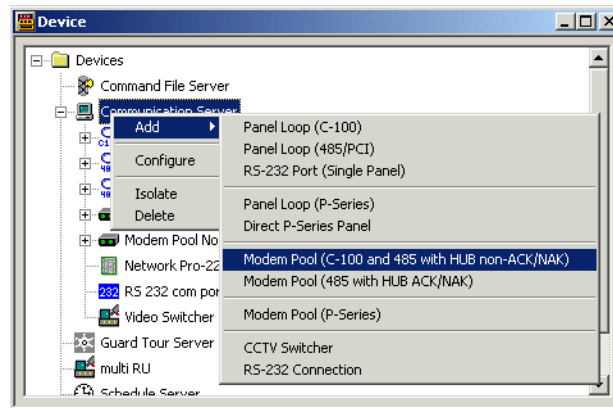 Device
Devices
Command File Server
Communication Server
Add
Configure
Isolate
Delete
Panel Loop (C-100)
Panel Loop (485/PCI)
RS-232 Port (Single Panel)
Panel Loop (P-Series)
Direct P-Series Panel
Modem Pool (C-100 and 485 with HUB non-ACK/NAK)
Modem Pool (485 with HUB ACK/NAK)
Modem Pool (P-Series)
CCTV Switcher
RS-232 Connection
Modem Pool No
Network Pro-22
232 RS 232 com por
Video Switcher
Guard Tour Server
multi RU
Schedule Server